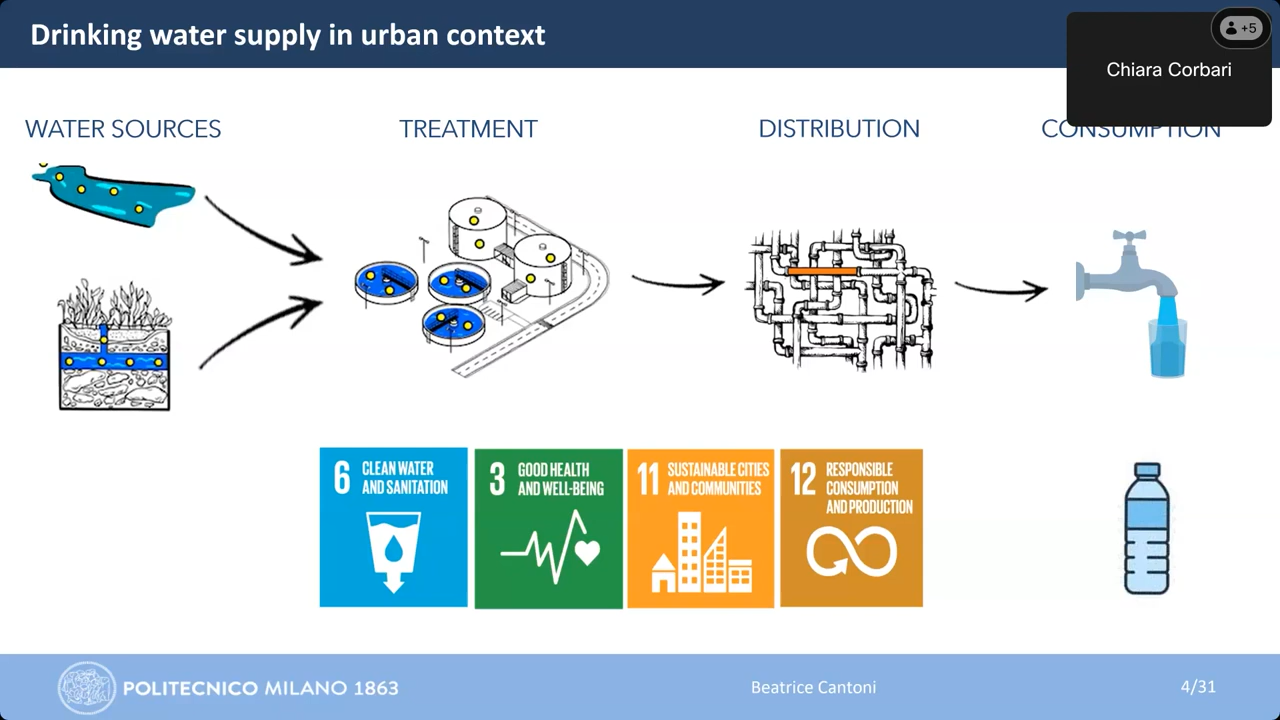 Drinking water supply in urban context
+5
Chiara Corbari
WATER SOURCES
TREATMENT
DISTRIBUTION
CONSUMPTION
6 CLEAN WATER
AND SANITATION
3 GOOD HEALTH
AND WELL-BEING
11 SUSTAINABLE CITIES
AND COMMUNITIES
12 RESPONSIBLE
CONSUMPTION
AND PRODUCTION
POLITECNICO MILANO 1863
Beatrice Cantoni
4/31